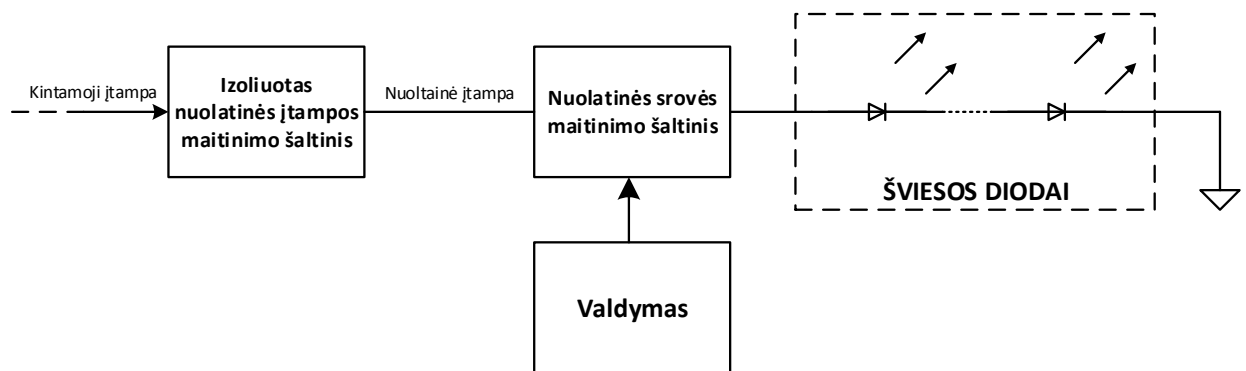 Kintamoji įtampa
Izoliuotas
nuolatinės įtampos
maitinimo šaltinis
Nuoltainė įtampa
Nuolatinės srovės
maitinimo šaltinis
ŠVIESOS DIODAI
Valdymas